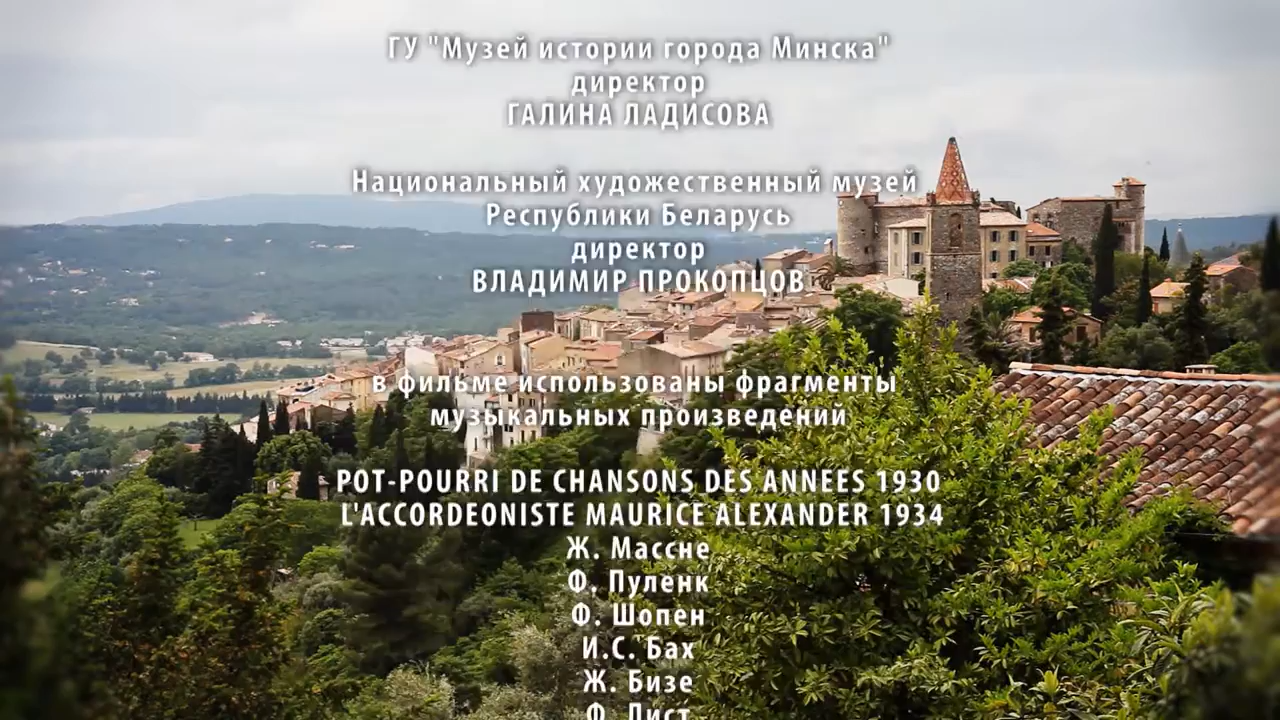 ГУ "Музей истории города Минска"
директор
ГАЛИНА ЛАДИСОВА
Национальный художественный музей
Республики Беларусь
директор
ВЛАДИМИР ПРОКОПЦОВ
в фильме использованы фрагменты
музыкальных произведений
POT-POURRI DE CHANSONS DES ANNEES 1930
L'ACCORDEONISTE MAURICE ALEXANDER 1934
Ж. Массне
Ф. Пуленк
Ф. Шопен
И.С. Бах
Ж. Бизе
Ф. Лист